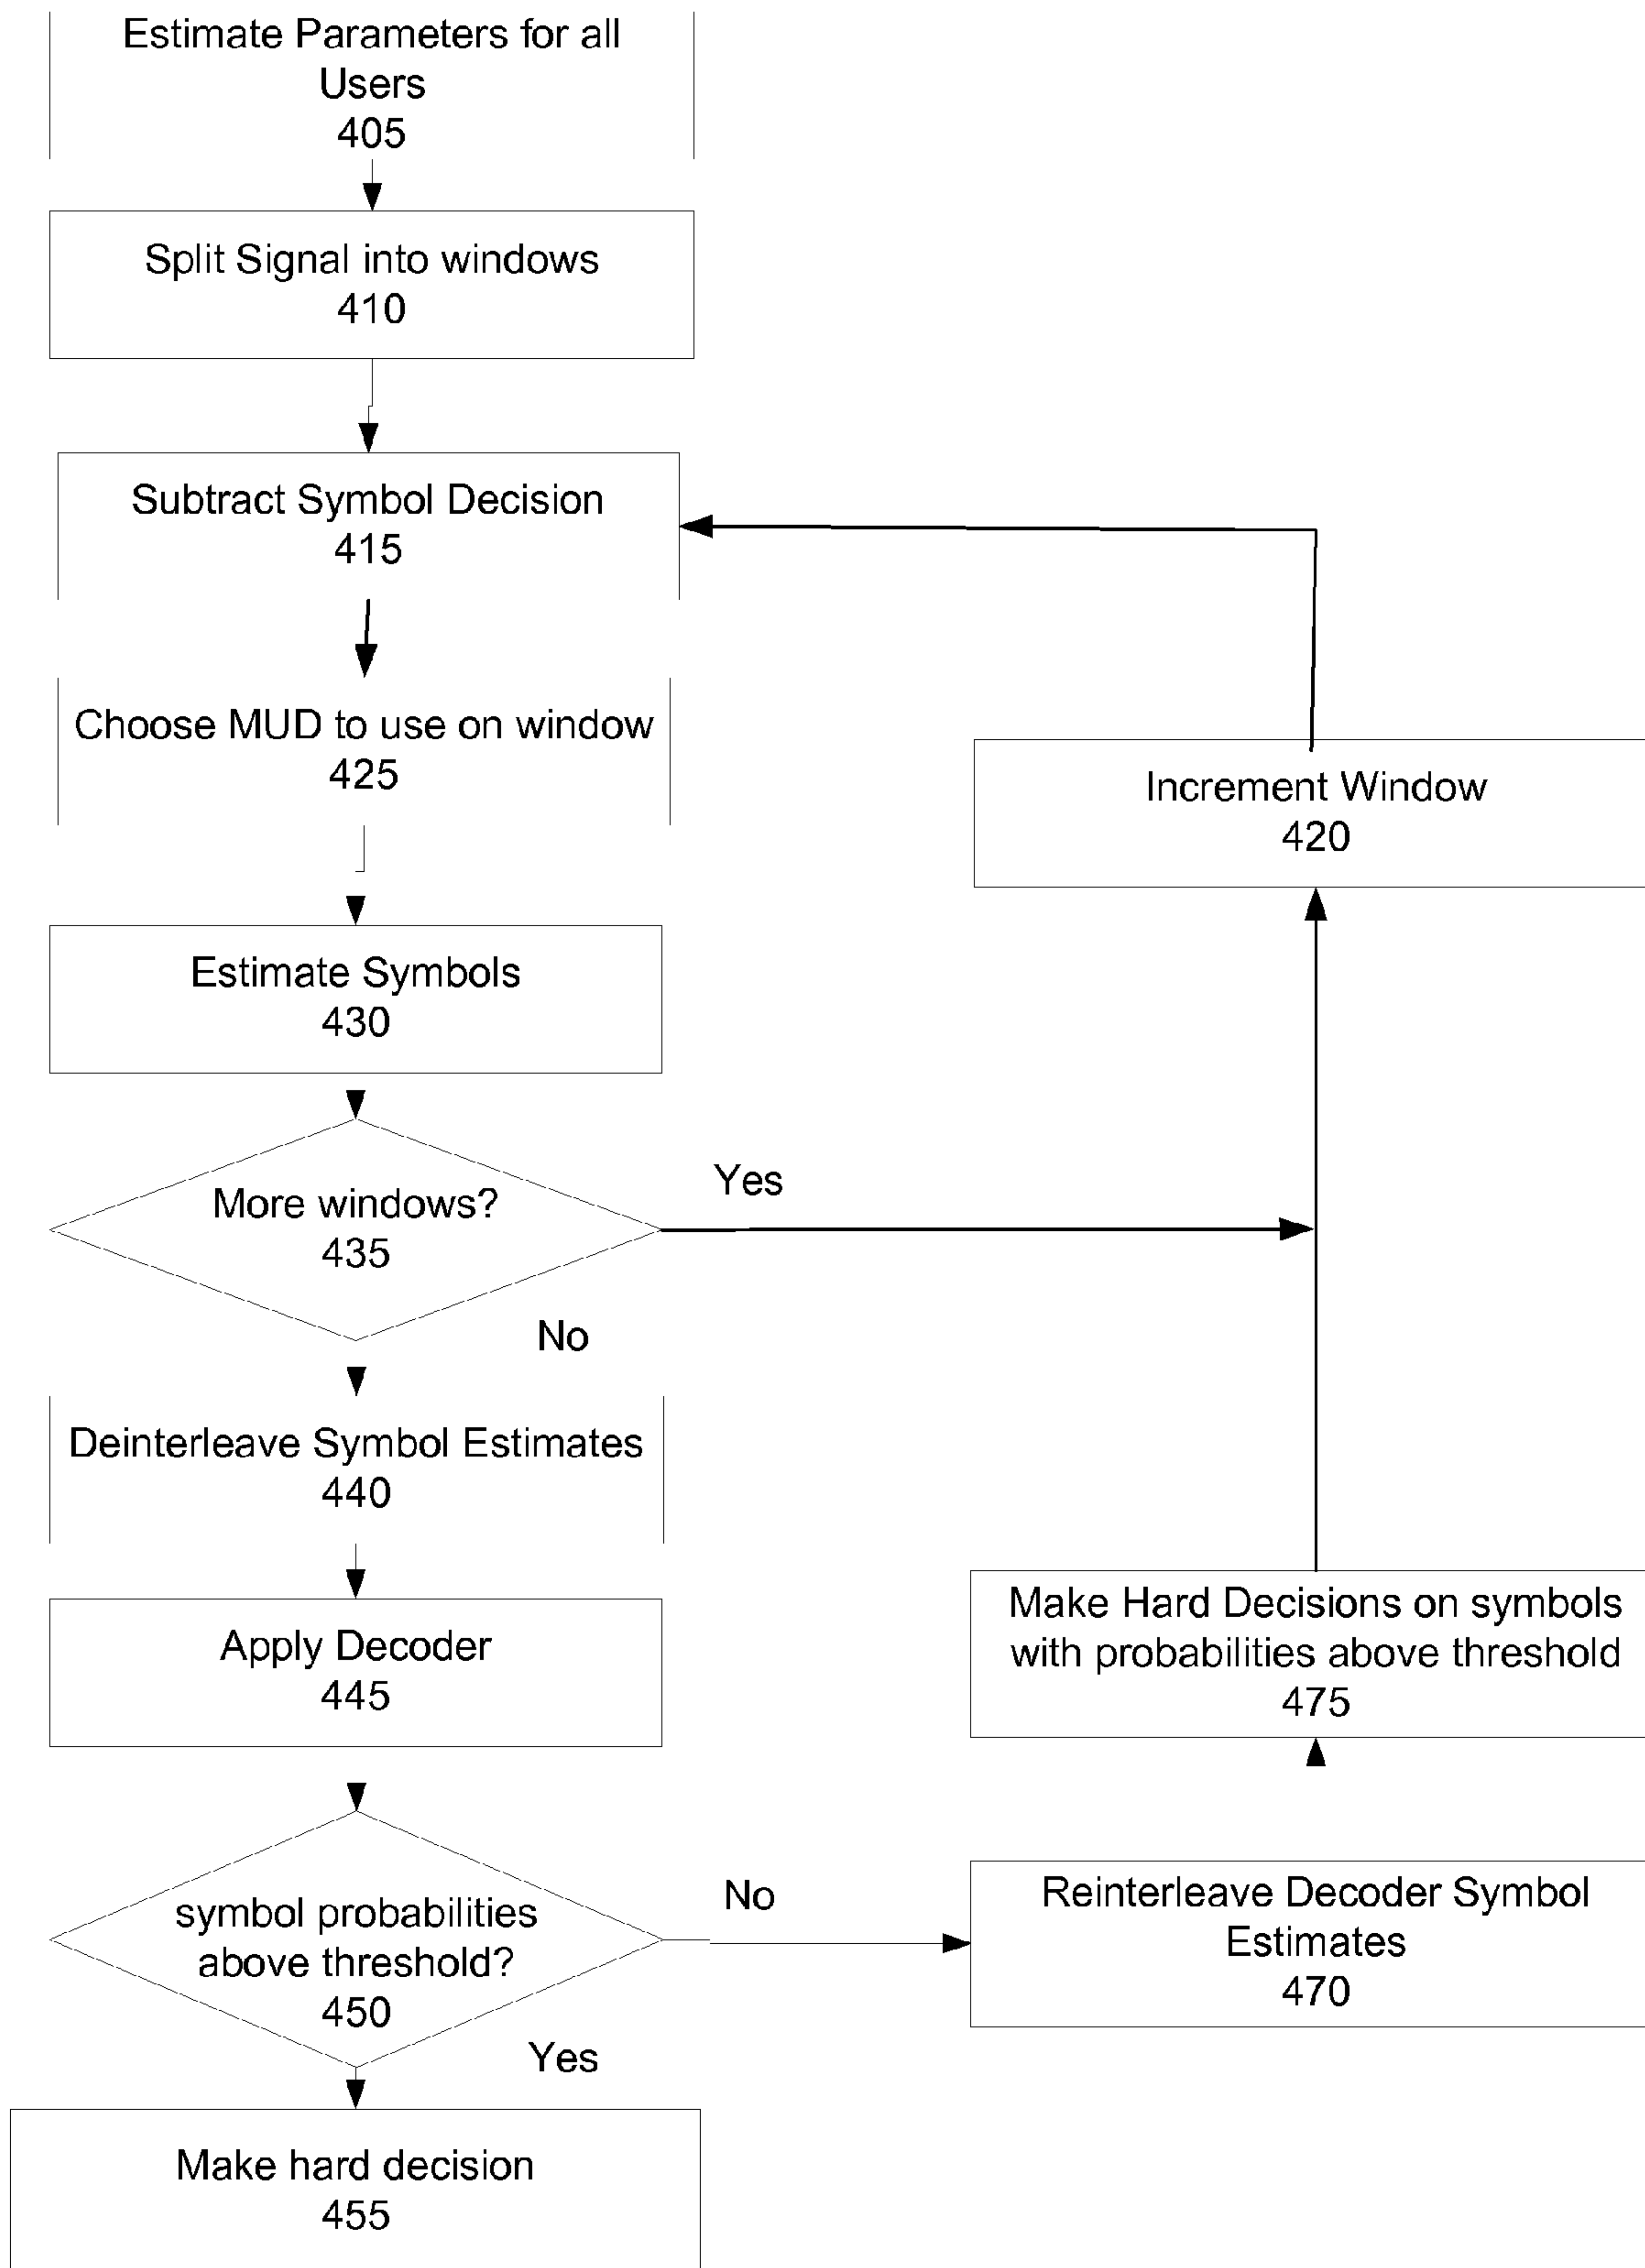 Estimate Parameters for all
Users
405
Split Signal into windows
410
Subtract Symbol Decision
415
Choose MUD to use on window
425
Increment Window
420
Estimate Symbols
430
More windows?
435
Yes
No
Deinterleave Symbol Estimates
440
Apply Decoder
445
Make Hard Decisions on symbols
with probabilities above threshold
475
symbol probabilities
above threshold?
450
No
Yes
Reinterleave Decoder Symbol
Estimates
470
Make hard decision
455